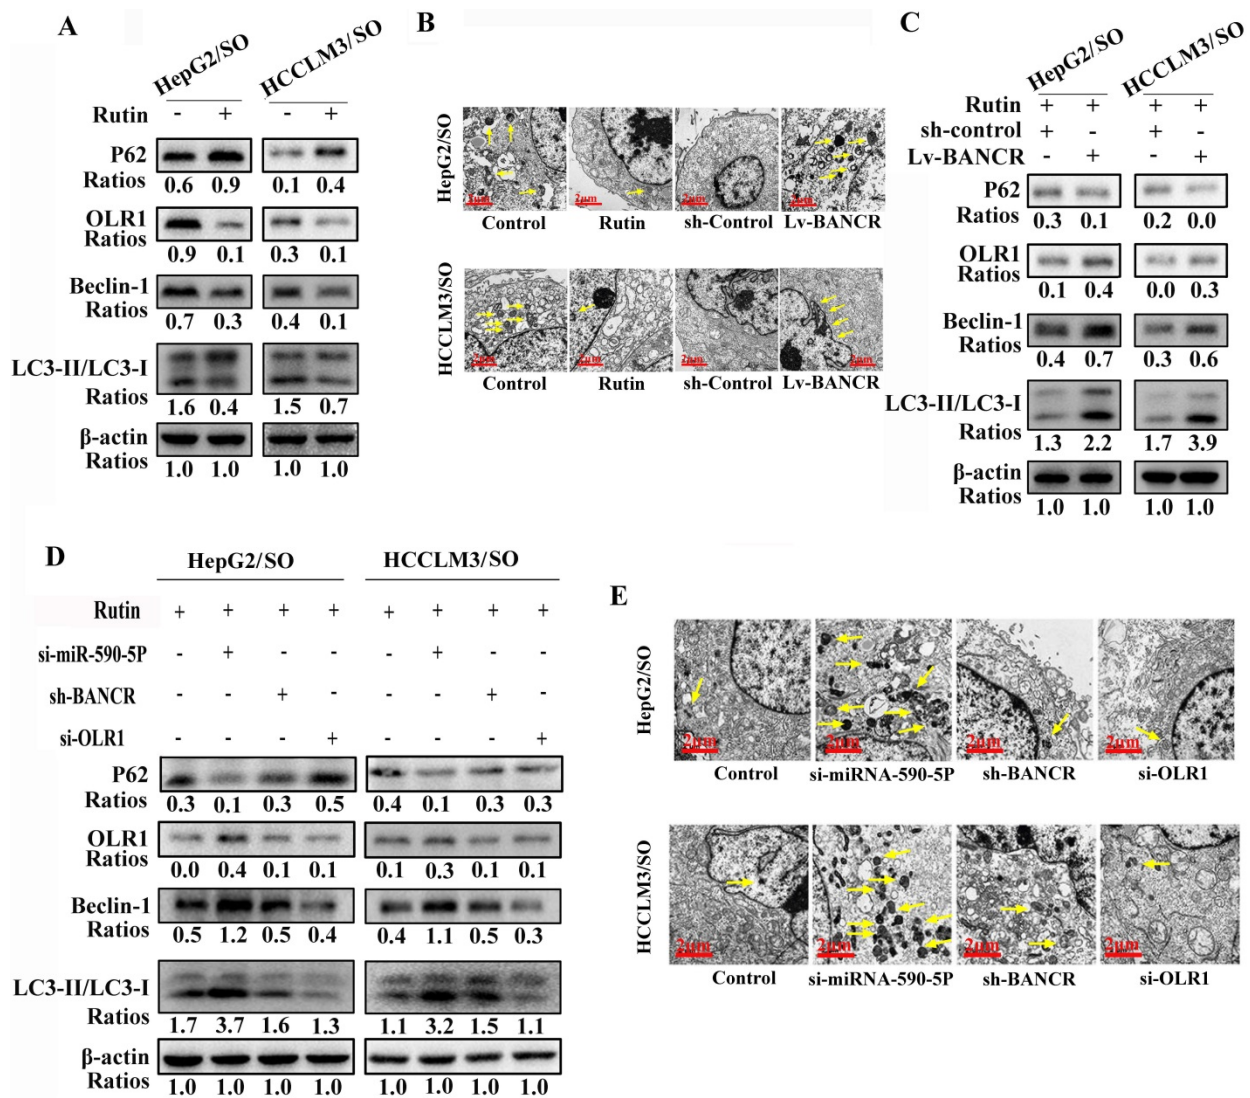 A
HepG2/SO HCCLM3/SO
Rutin - + - +
P62
Ratios
0.6 0.9 0.1 0.4
OLR1
Ratios
0.9 0.1 0.3 0.1
Beclin-1
Ratios
0.7 0.3 0.4 0.1
LC3-II/LC3-I
Ratios
1.6 0.4 1.5 0.7
β-actin
Ratios
1.0 1.0 1.0 1.0
B
HepG2/SO
2μm 2μm 2μm 2μm
Control Rutin sh-Control Lv-BANCR
HCCLM3/SO
2μm 2μm 2μm 2μm
Control Rutin sh-Control Lv-BANCR
C
HepG2/SO HCCLM3/SO
Rutin + + + +
sh-control + - + -
Lv-BANCR - + - +
P62
Ratios
0.3 0.1 0.2 0.0
OLR1
Ratios
0.1 0.4 0.0 0.3
Beclin-1
Ratios
0.4 0.7 0.3 0.6
LC3-II/LC3-I
Ratios
1.3 2.2 1.7 3.9
β-actin
Ratios
1.0 1.0 1.0 1.0
D
HepG2/SO HCCLM3/SO
Rutin + + + + + + + +
si-miR-590-5P - + - - - + - -
sh-BANCR - - + - - - + -
si-OLR1 - - - + - - - +
P62
Ratios
0.3 0.1 0.3 0.5 0.4 0.1 0.3 0.3
OLR1
Ratios
0.0 0.4 0.1 0.1 0.1 0.3 0.1 0.1
Beclin-1
Ratios
0.5 1.2 0.5 0.4 0.4 1.1 0.5 0.3
LC3-II/LC3-I
Ratios
1.7 3.7 1.6 1.3 1.1 3.2 1.5 1.1
β-actin
Ratios
1.0 1.0 1.0 1.0 1.0 1.0 1.0 1.0
E
HepG2/SO
2μm 2μm 2μm 2μm
Control si-miRNA-590-5P sh-BANCR si-OLR1
HCCLM3/SO
2μm 2μm 2μm 2μm
Control si-miRNA-590-5P sh-BANCR si-OLR1